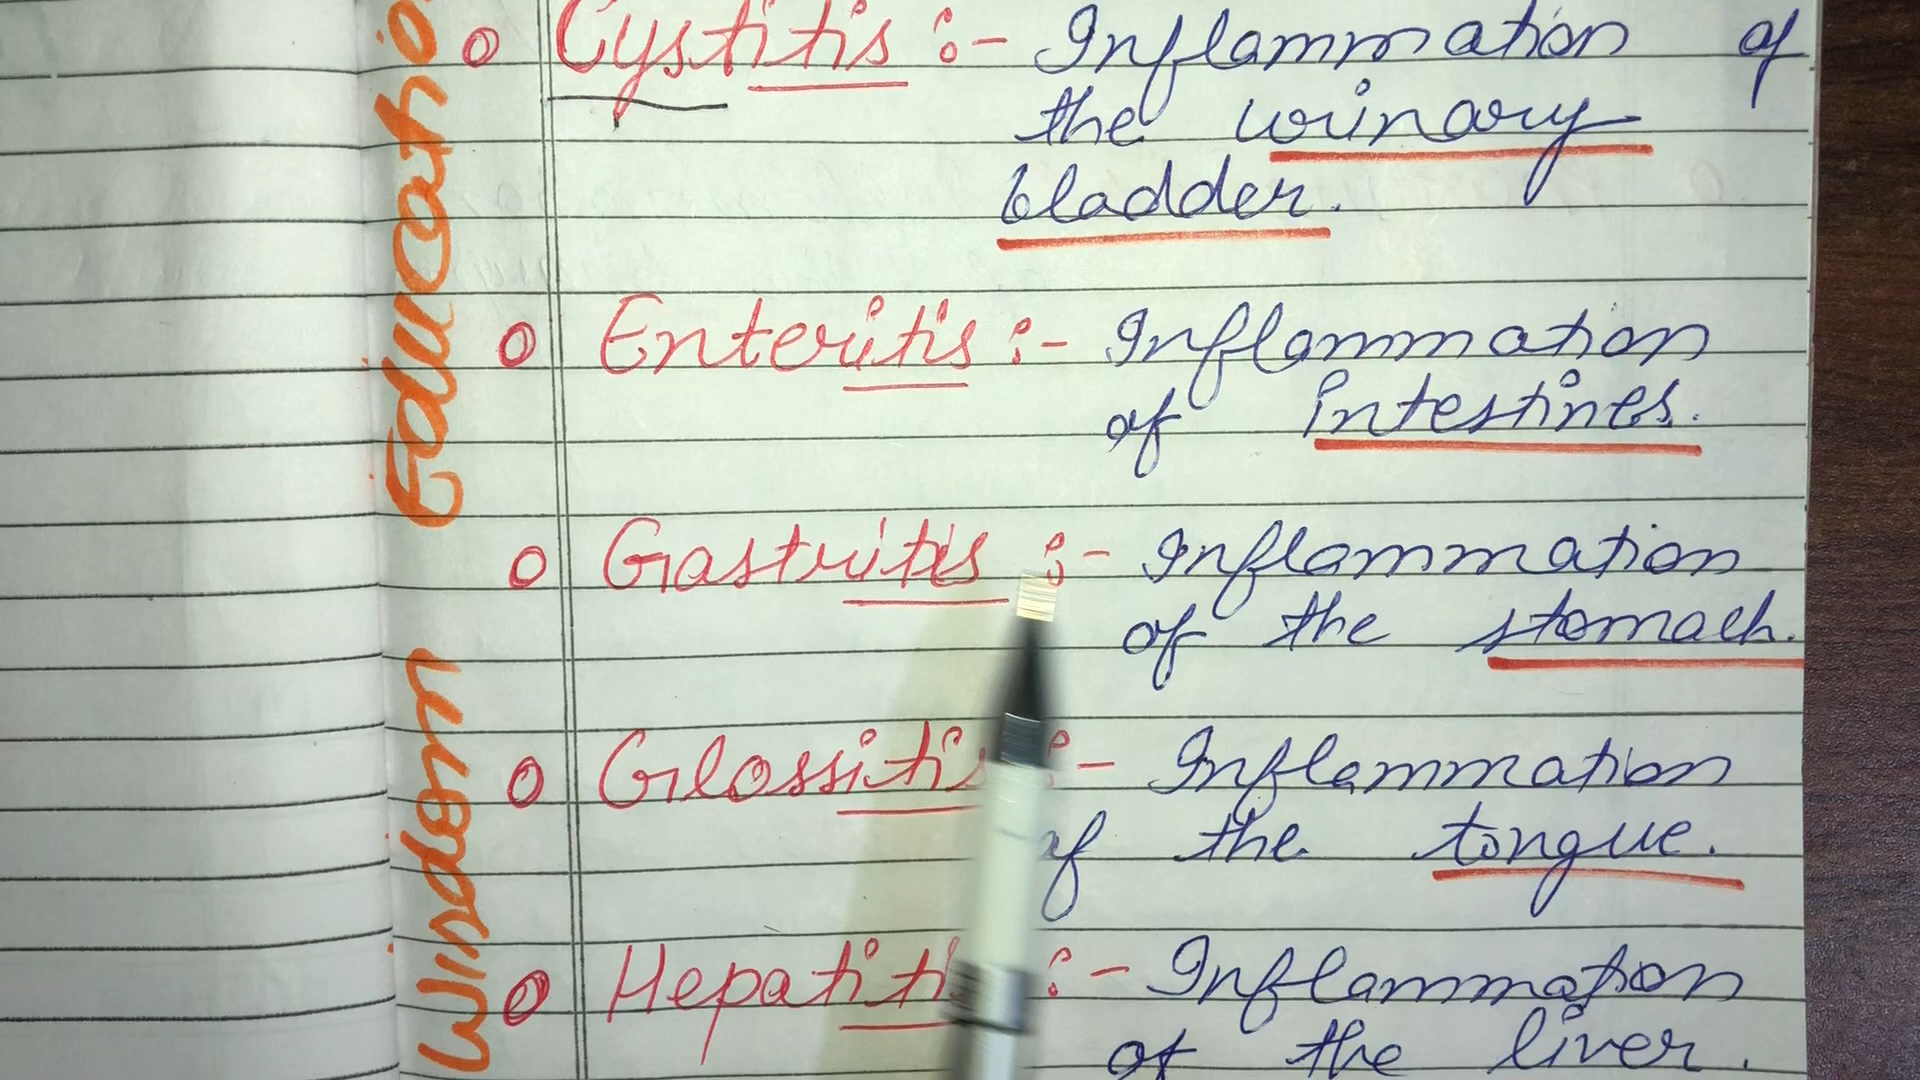 Cystitis :- Inflammation of
the urinary
bladder.
Enteritis :- Inflammation
of intestines.
Gastritis :- Inflammation
of the stomach.
Glossitis :- Inflammation
of the tongue.
Hepatitis :- Inflammation
of the liver.
Wisdom Educatio